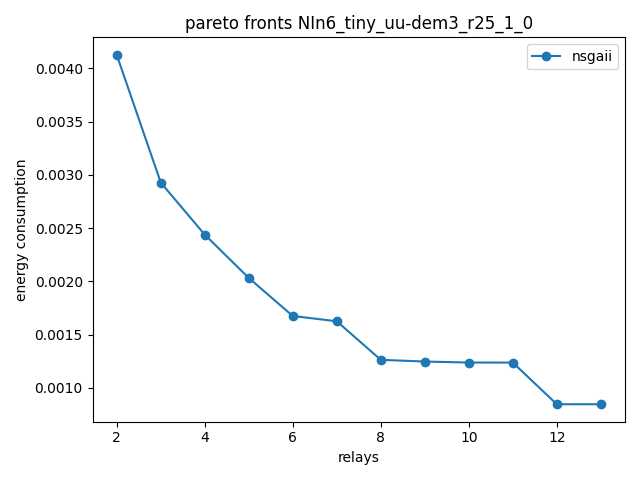 pareto fronts NIn6_tiny_uu-dem3_r25_1_0
nsgaii
0.0040
0.0035
0.0030
0.0025
0.0020
0.0015
0.0010
energy consumption
2 4 6 8 10 12
relays